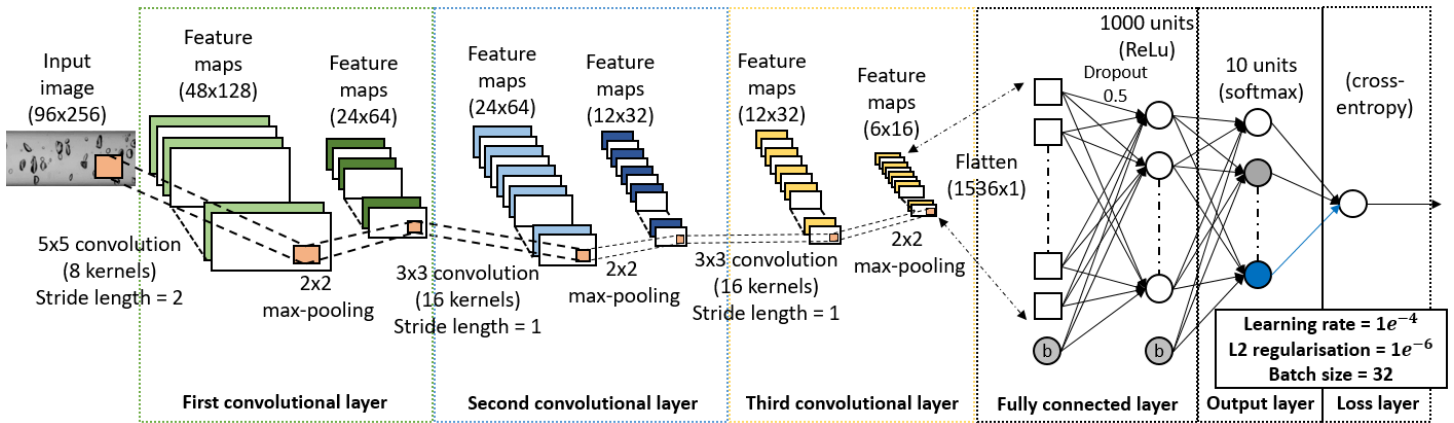 Input
image
(96x256)
Feature
maps
(48x128)
Feature
maps
(24x64)
5x5 convolution
(8 kernels)
Stride length = 2
2x2
max-pooling
First convolutional layer
Feature
maps
(24x64)
Feature
maps
(12x32)
3x3 convolution
(16 kernels)
Stride length = 1
2x2
max-pooling
Second convolutional layer
Feature
maps
(12x32)
Feature
maps
(6x16)
3x3 convolution
(16 kernels)
Stride length = 1
2x2
max-pooling
Third convolutional layer
Flatten
(1536x1)
1000 units
(ReLu)
Dropout
0.5
b
b
Fully connected layer
10 units
(softmax)
Output layer
(cross-
entropy)
Learning rate = 1e⁻⁴
L2 regularisation = 1e⁻⁶
Batch size = 32
Loss layer